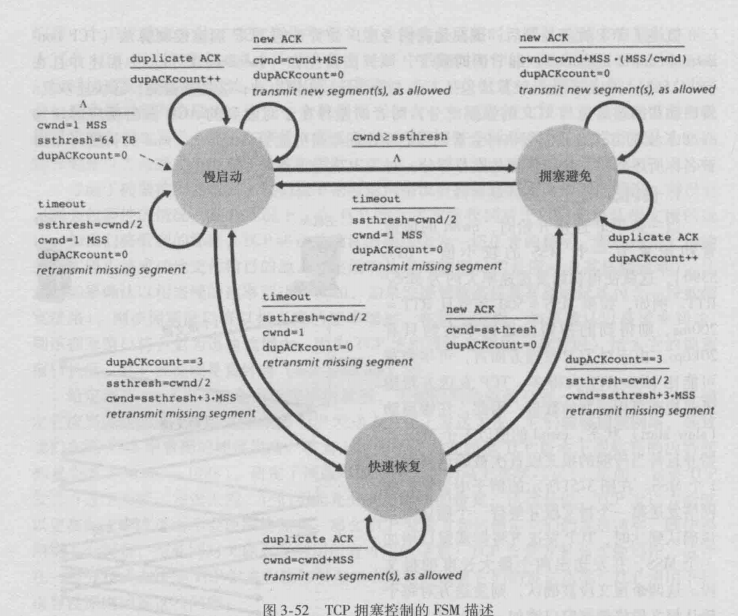 duplicate ACK
dupACKcount++
new ACK
cwnd=cwnd+MSS
dupACKcount=0
transmit new segment(s), as allowed
new ACK
cwnd=cwnd+MSS·(MSS/cwnd)
dupACKcount=0
transmit new segment(s), as allowed
Λ
cwnd=1 MSS
ssthresh=64 KB
dupACKcount=0
慢启动
cwnd≥ssthresh
Λ
拥塞避免
timeout
ssthresh=cwnd/2
cwnd=1 MSS
dupACKcount=0
retransmit missing segment
timeout
ssthresh=cwnd/2
cwnd=1 MSS
dupACKcount=0
retransmit missing segment
duplicate ACK
dupACKcount++
timeout
ssthresh=cwnd/2
cwnd=1
dupACKcount=0
retransmit missing segment
new ACK
cwnd=ssthresh
dupACKcount=0
dupACKcount==3
ssthresh=cwnd/2
cwnd=ssthresh+3·MSS
retransmit missing segment
dupACKcount==3
ssthresh=cwnd/2
cwnd=ssthresh+3·MSS
retransmit missing segment
快速恢复
duplicate ACK
cwnd=cwnd+MSS
transmit new segment(s), as allowed
图 3-52 TCP 拥塞控制的 FSM 描述